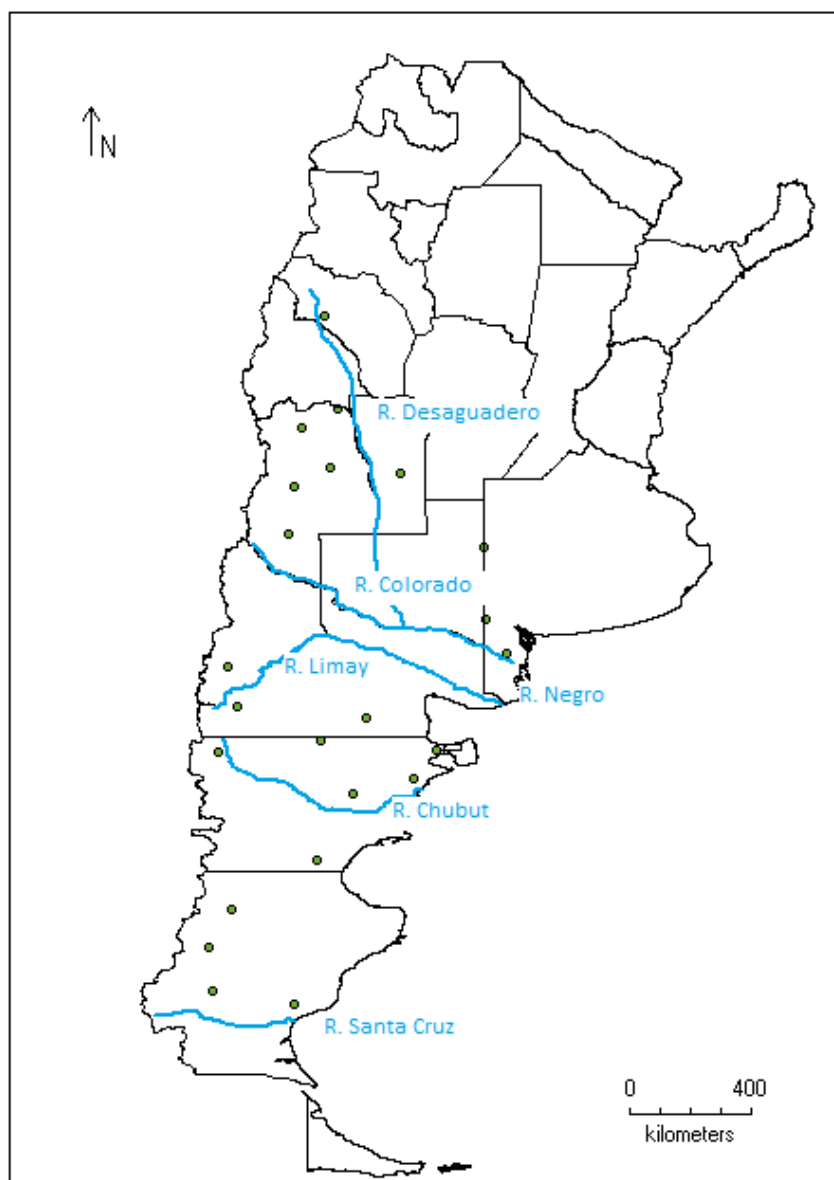 N
R. Desaguadero
R. Colorado
R. Limay
R. Negro
R. Chubut
R. Santa Cruz
0 400
kilometers